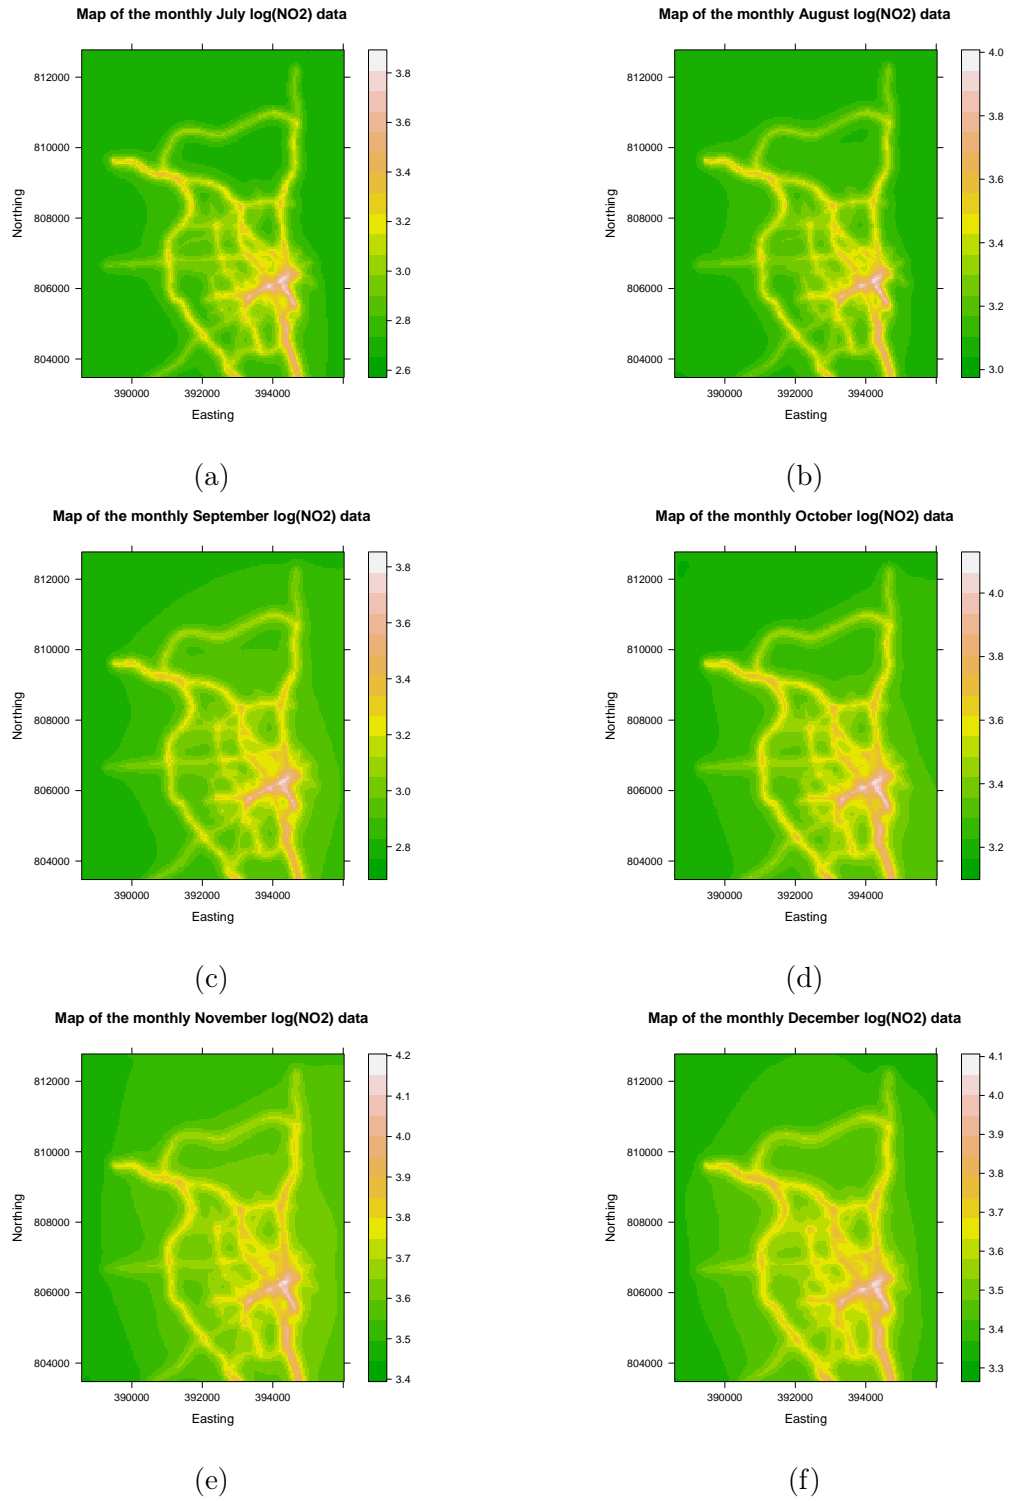 Map of the monthly July log(NO2) data
Northing
812000
810000
808000
806000
804000
390000 392000 394000
Easting
3.8
3.6
3.4
3.2
3.0
2.8
2.6
(a)
Map of the monthly August log(NO2) data
Northing
812000
810000
808000
806000
804000
390000 392000 394000
Easting
4.0
3.8
3.6
3.4
3.2
3.0
(b)
Map of the monthly September log(NO2) data
Northing
812000
810000
808000
806000
804000
390000 392000 394000
Easting
3.8
3.6
3.4
3.2
3.0
2.8
(c)
Map of the monthly October log(NO2) data
Northing
812000
810000
808000
806000
804000
390000 392000 394000
Easting
4.0
3.8
3.6
3.4
3.2
(d)
Map of the monthly November log(NO2) data
Northing
812000
810000
808000
806000
804000
390000 392000 394000
Easting
4.2
4.1
4.0
3.9
3.8
3.7
3.6
3.5
3.4
(e)
Map of the monthly December log(NO2) data
Northing
812000
810000
808000
806000
804000
390000 392000 394000
Easting
4.1
4.0
3.9
3.8
3.7
3.6
3.5
3.4
3.3
(f)